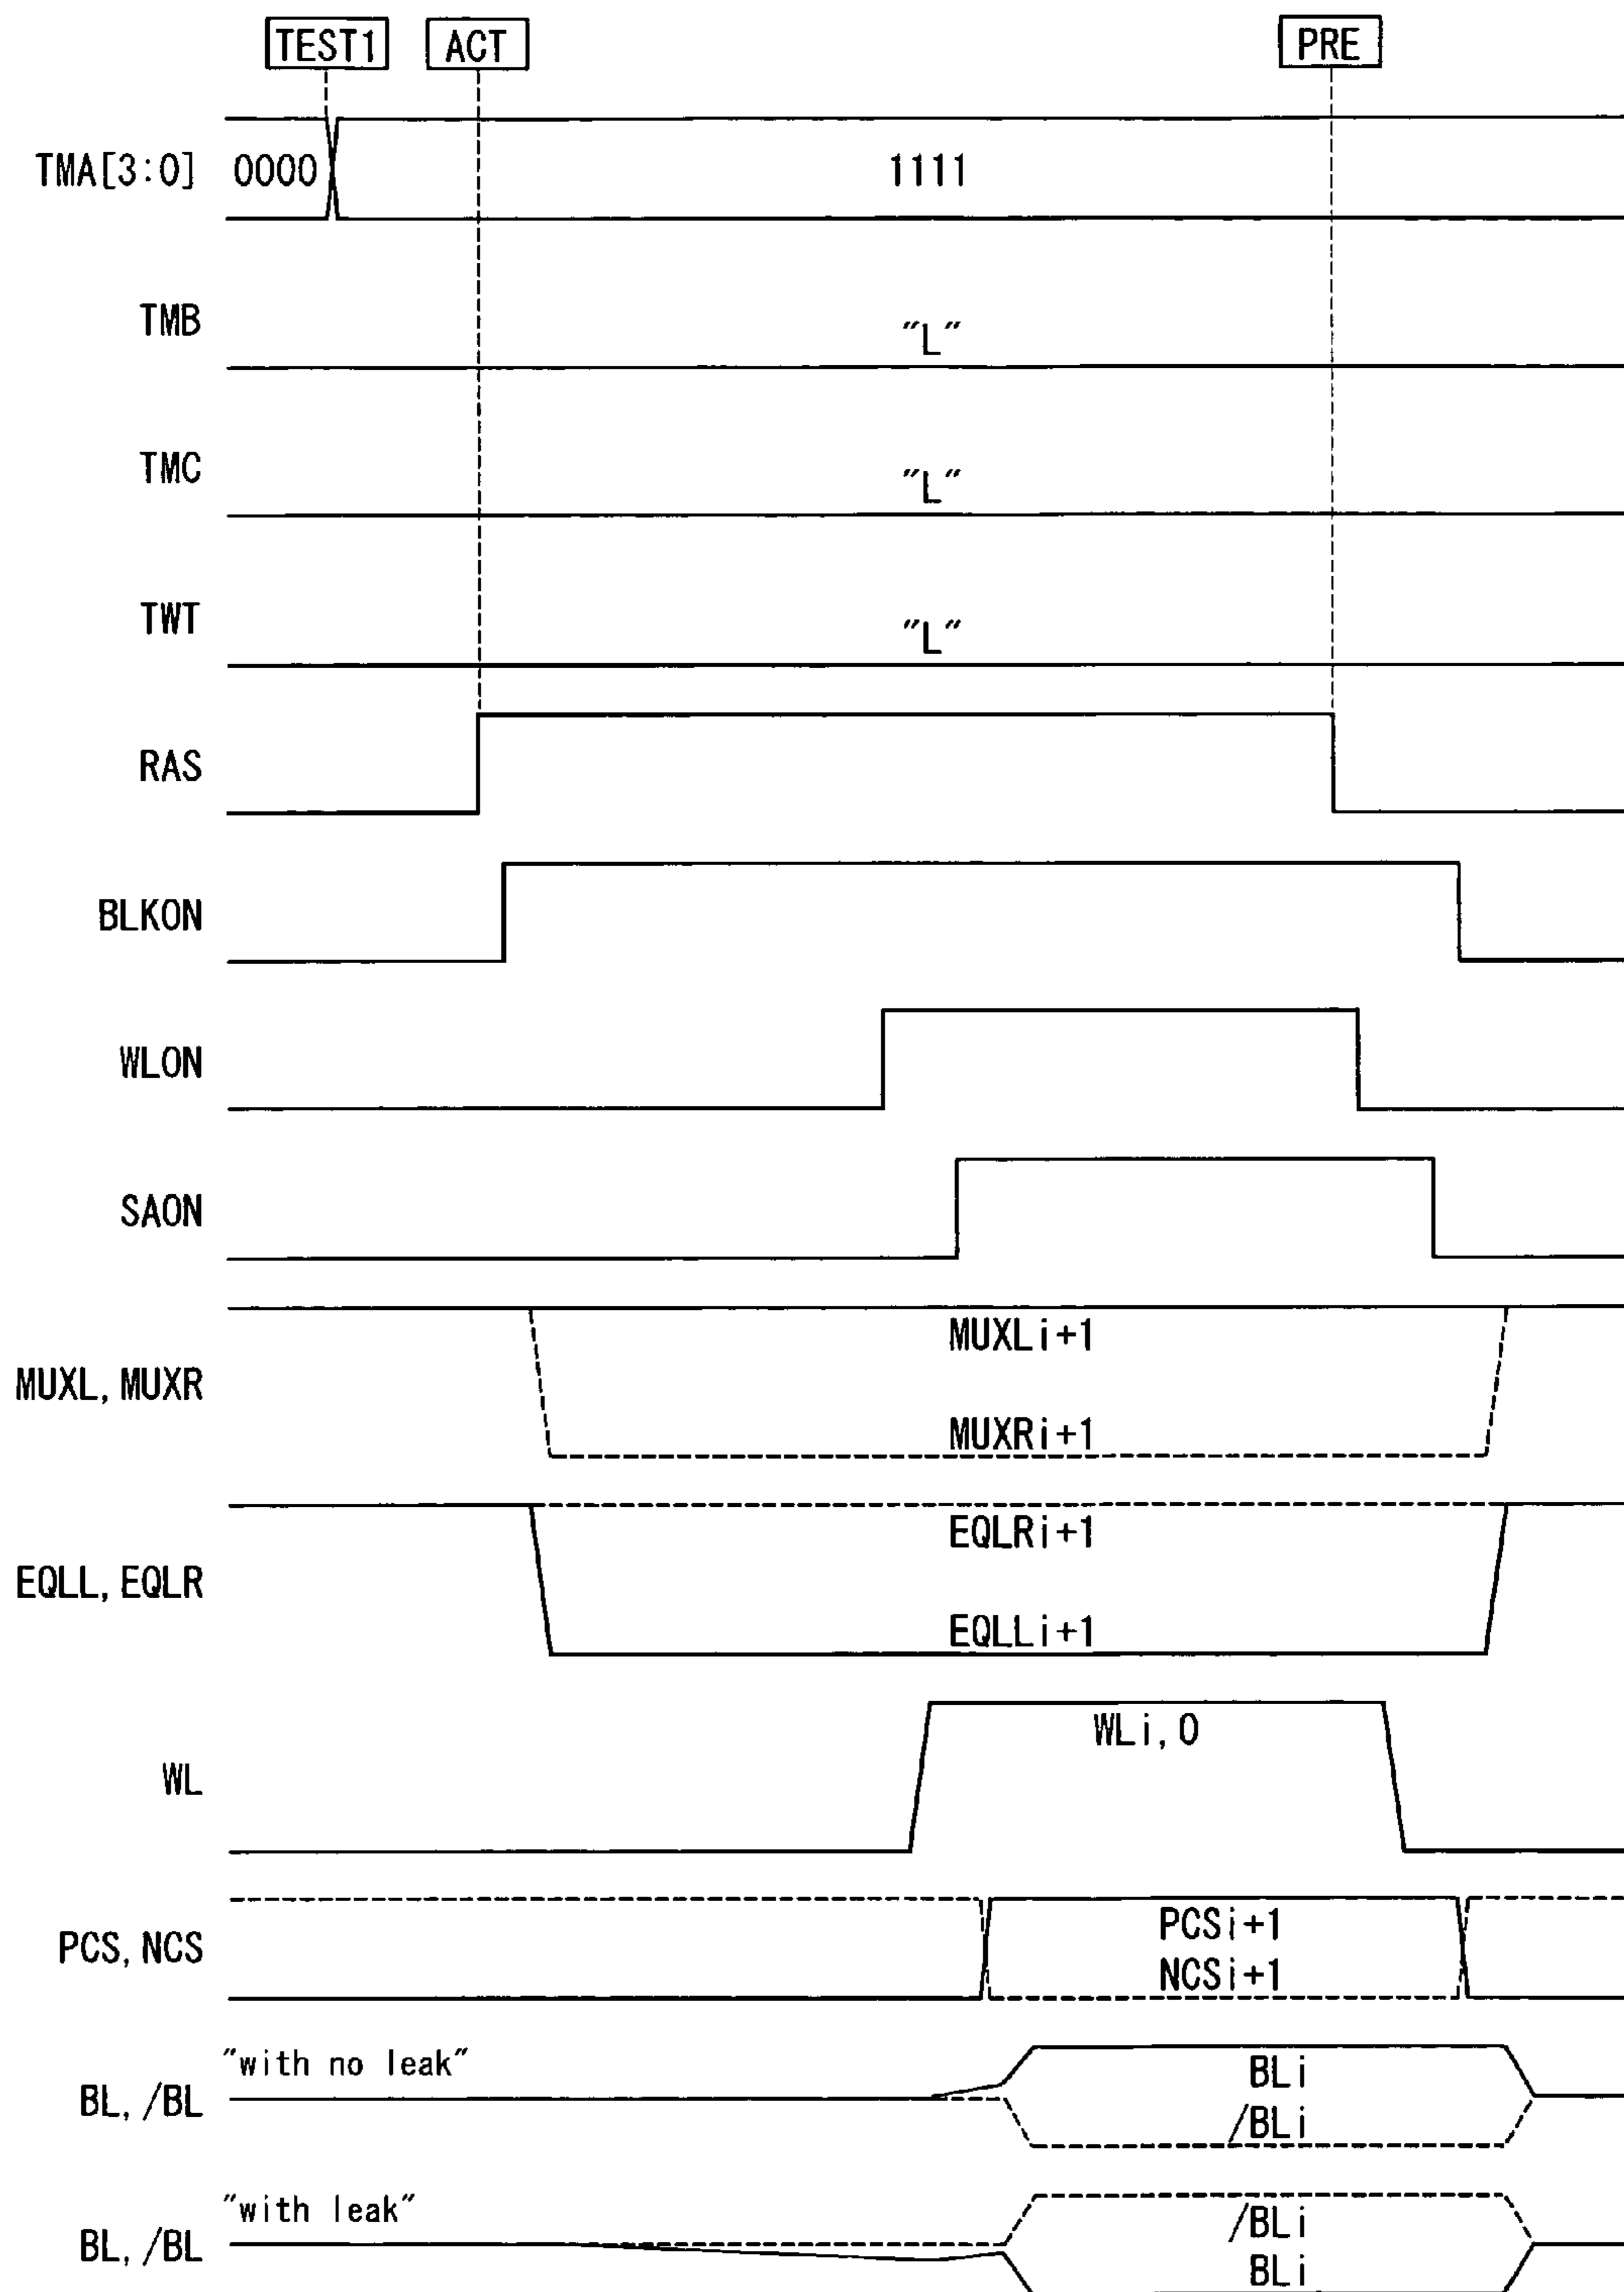 TEST1 ACT PRE
TMA[3:0] 0000 1111
TMB "L"
TMC "L"
TWT "L"
RAS
BLKON
WLON
SAON
MUXLi+1
MUXL, MUXR
MUXRi+1
EQLRi+1
EQLL, EQLR
EQLLi+1
WLi, 0
WL
PCSi+1
PCS, NCS
NCSi+1
"with no leak"
BLi
BL, /BL
/BLi
"with leak"
/BLi
BL, /BL
BLi